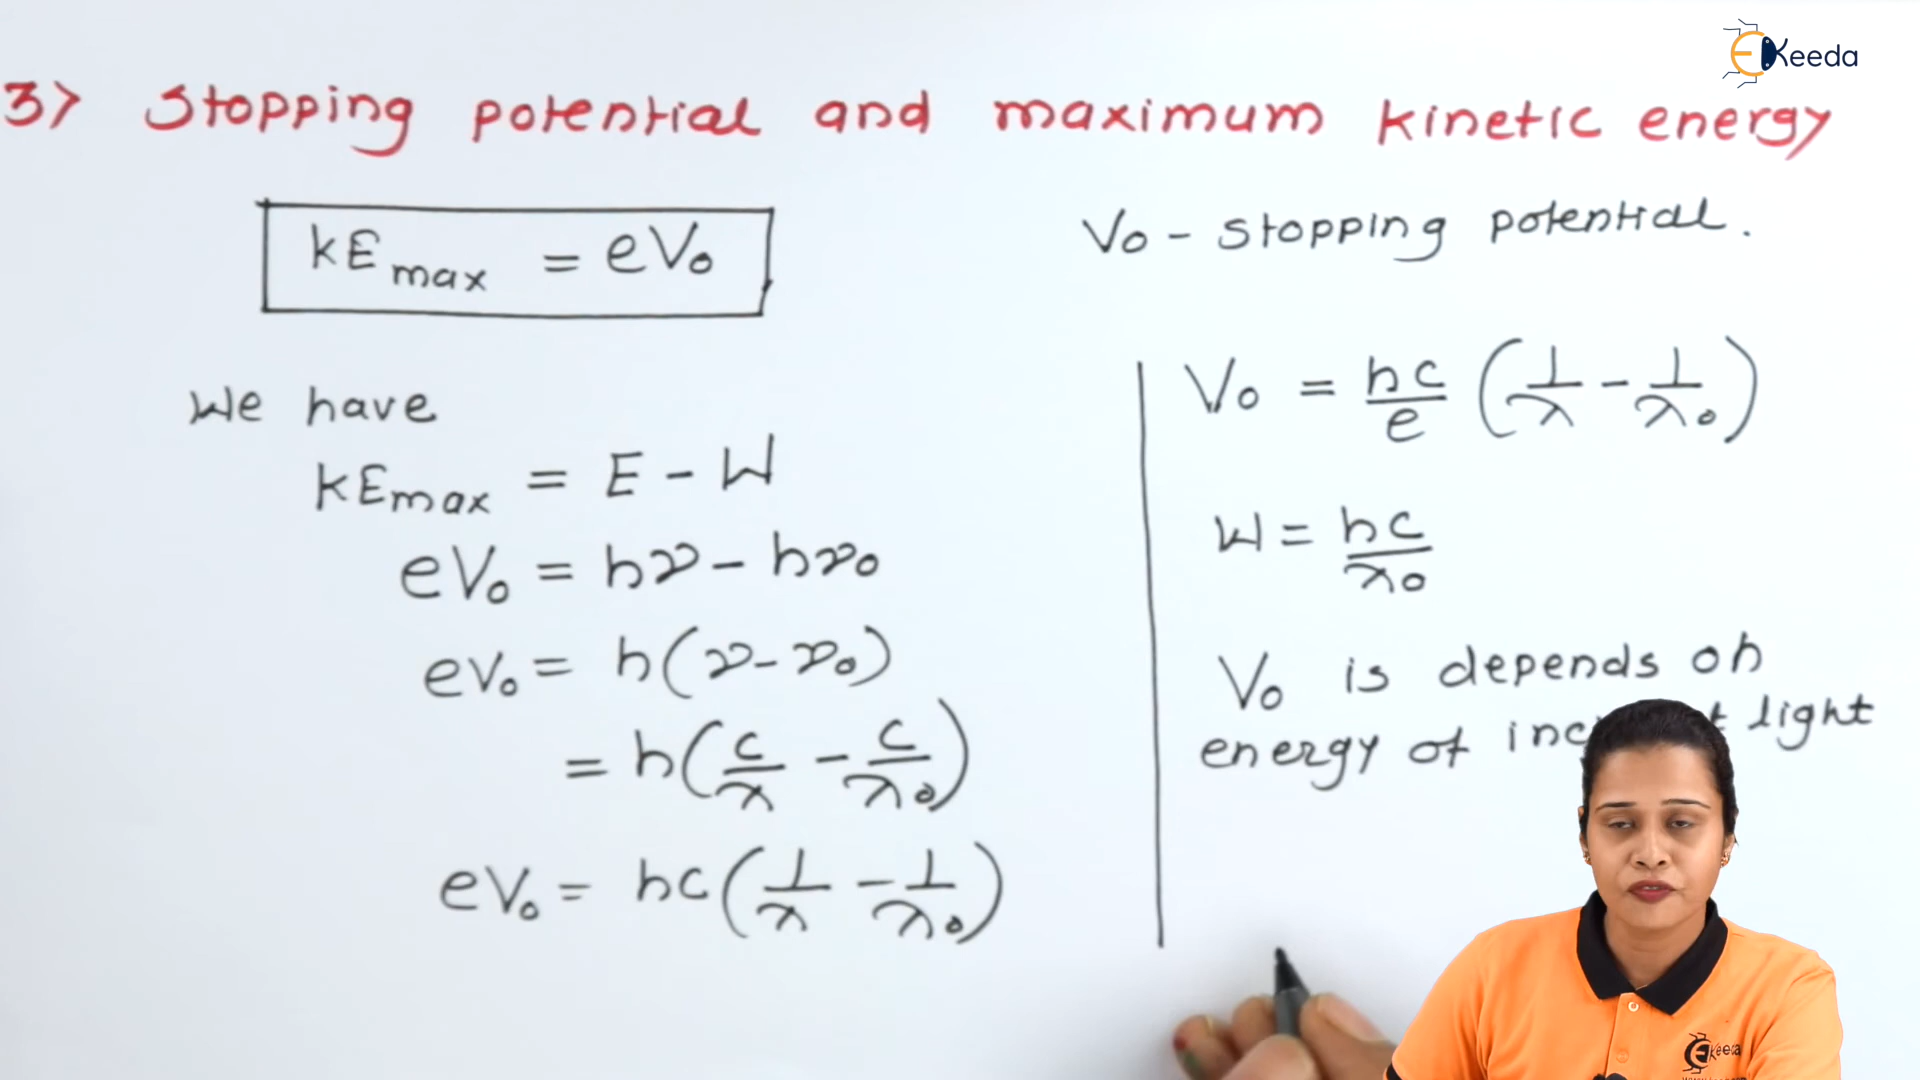 EKeeda
3> Stopping potential and maximum kinetic energy
KEmax = eV₀
V₀ - stopping potential.
We have
KEmax = E - W
eV₀ = hν - hν₀
eV₀ = h(ν - ν₀)
= h(c/λ - c/λ₀)
eV₀ = hc(1/λ - 1/λ₀)
V₀ = hc/e (1/λ - 1/λ₀)
W = hc/λ₀
V₀ is depends on
energy of light
EKeeda